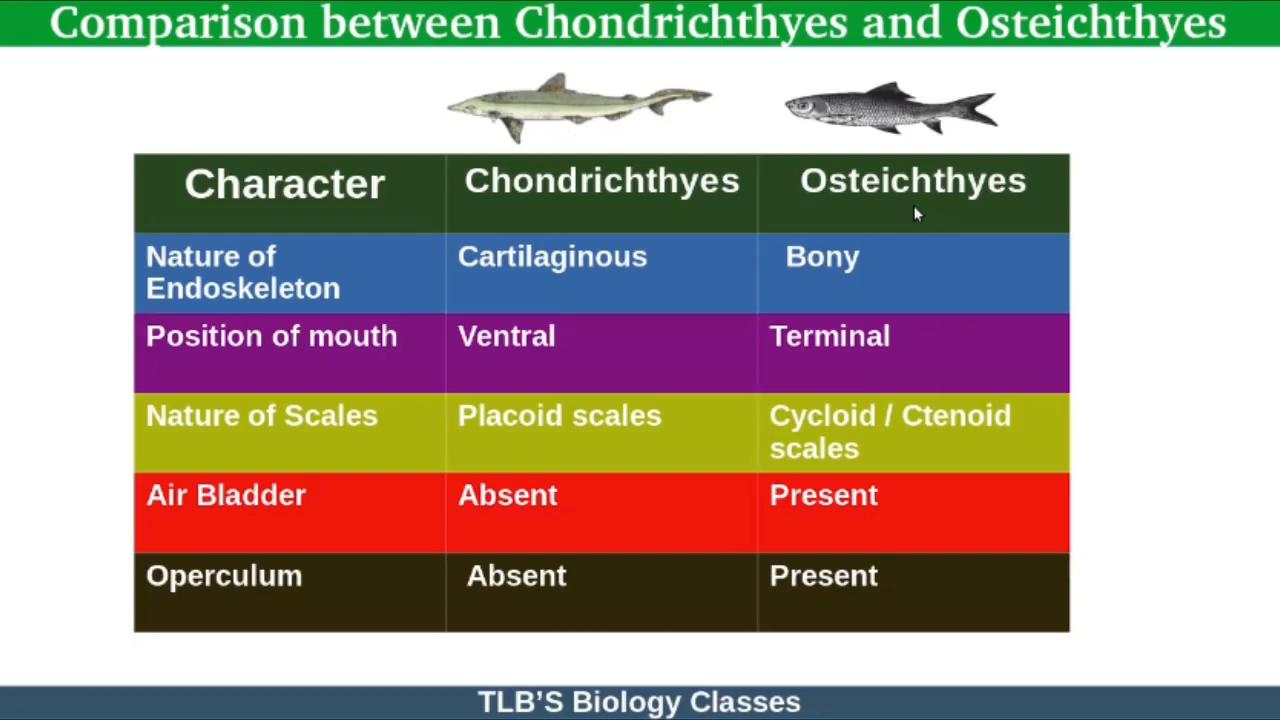 Comparison between Chondrichthyes and Osteichthyes
Character Chondrichthyes Osteichthyes
Nature of Endoskeleton Cartilaginous Bony
Position of mouth Ventral Terminal
Nature of Scales Placoid scales Cycloid / Ctenoid scales
Air Bladder Absent Present
Operculum Absent Present
TLB’S Biology Classes